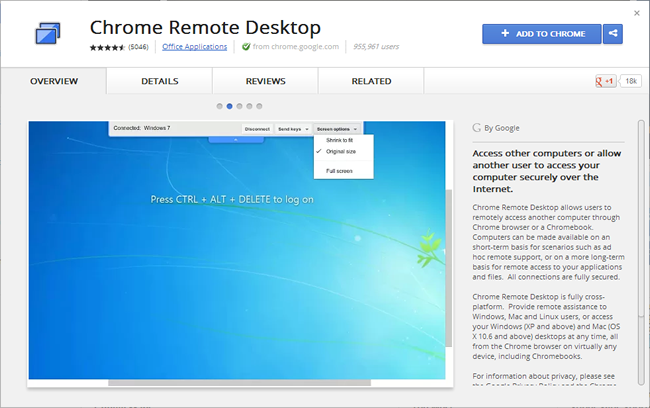 Chrome Remote Desktop
(5046) Office Applications from chrome.google.com 955,961 users
ADD TO CHROME
OVERVIEW DETAILS REVIEWS RELATED
+1 18k
Connected: Windows 7 Disconnect Send keys Screen options
Shrink to fit
Original size
Full screen
Press CTRL + ALT + DELETE to log on
By Google
Access other computers or allow
another user to access your
computer securely over the
Internet.
Chrome Remote Desktop allows users to
remotely access another computer through
Chrome browser or a Chromebook.
Computers can be made available on an
short-term basis for scenarios such as ad
hoc remote support, or on a more long-term
basis for remote access to your applications
and files. All connections are fully secured.
Chrome Remote Desktop is fully cross-
platform. Provide remote assistance to
Windows, Mac and Linux users, or access
your Windows (XP and above) and Mac (OS
X 10.6 and above) desktops at any time, all
from the Chrome browser on virtually any
device, including Chromebooks.
For information about privacy, please see
the Google Privacy Policy and the Chrome